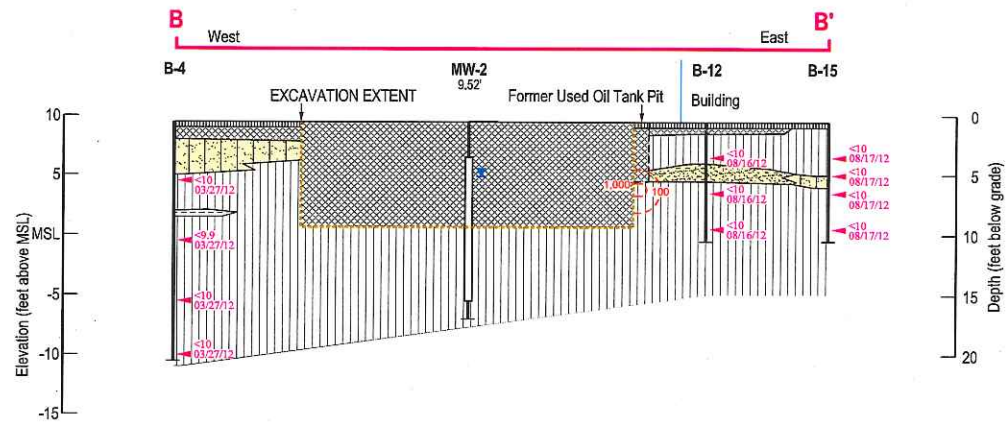 B
B'
West
East
B-4
MW-2
9.52'
B-12
B-15
EXCAVATION EXTENT
Former Used Oil Tank Pit
Building
10
5
MSL
-5
-10
-15
Elevation (feet above MSL)
<10
03/27/12
<9.9
03/27/12
<10
03/27/12
<10
03/27/12
1,000
100
<10
08/16/12
<10
08/16/12
<10
08/16/12
<10
08/17/12
<10
08/17/12
<10
08/17/12
<10
08/17/12
0
5
10
15
20
Depth (feet below grade)